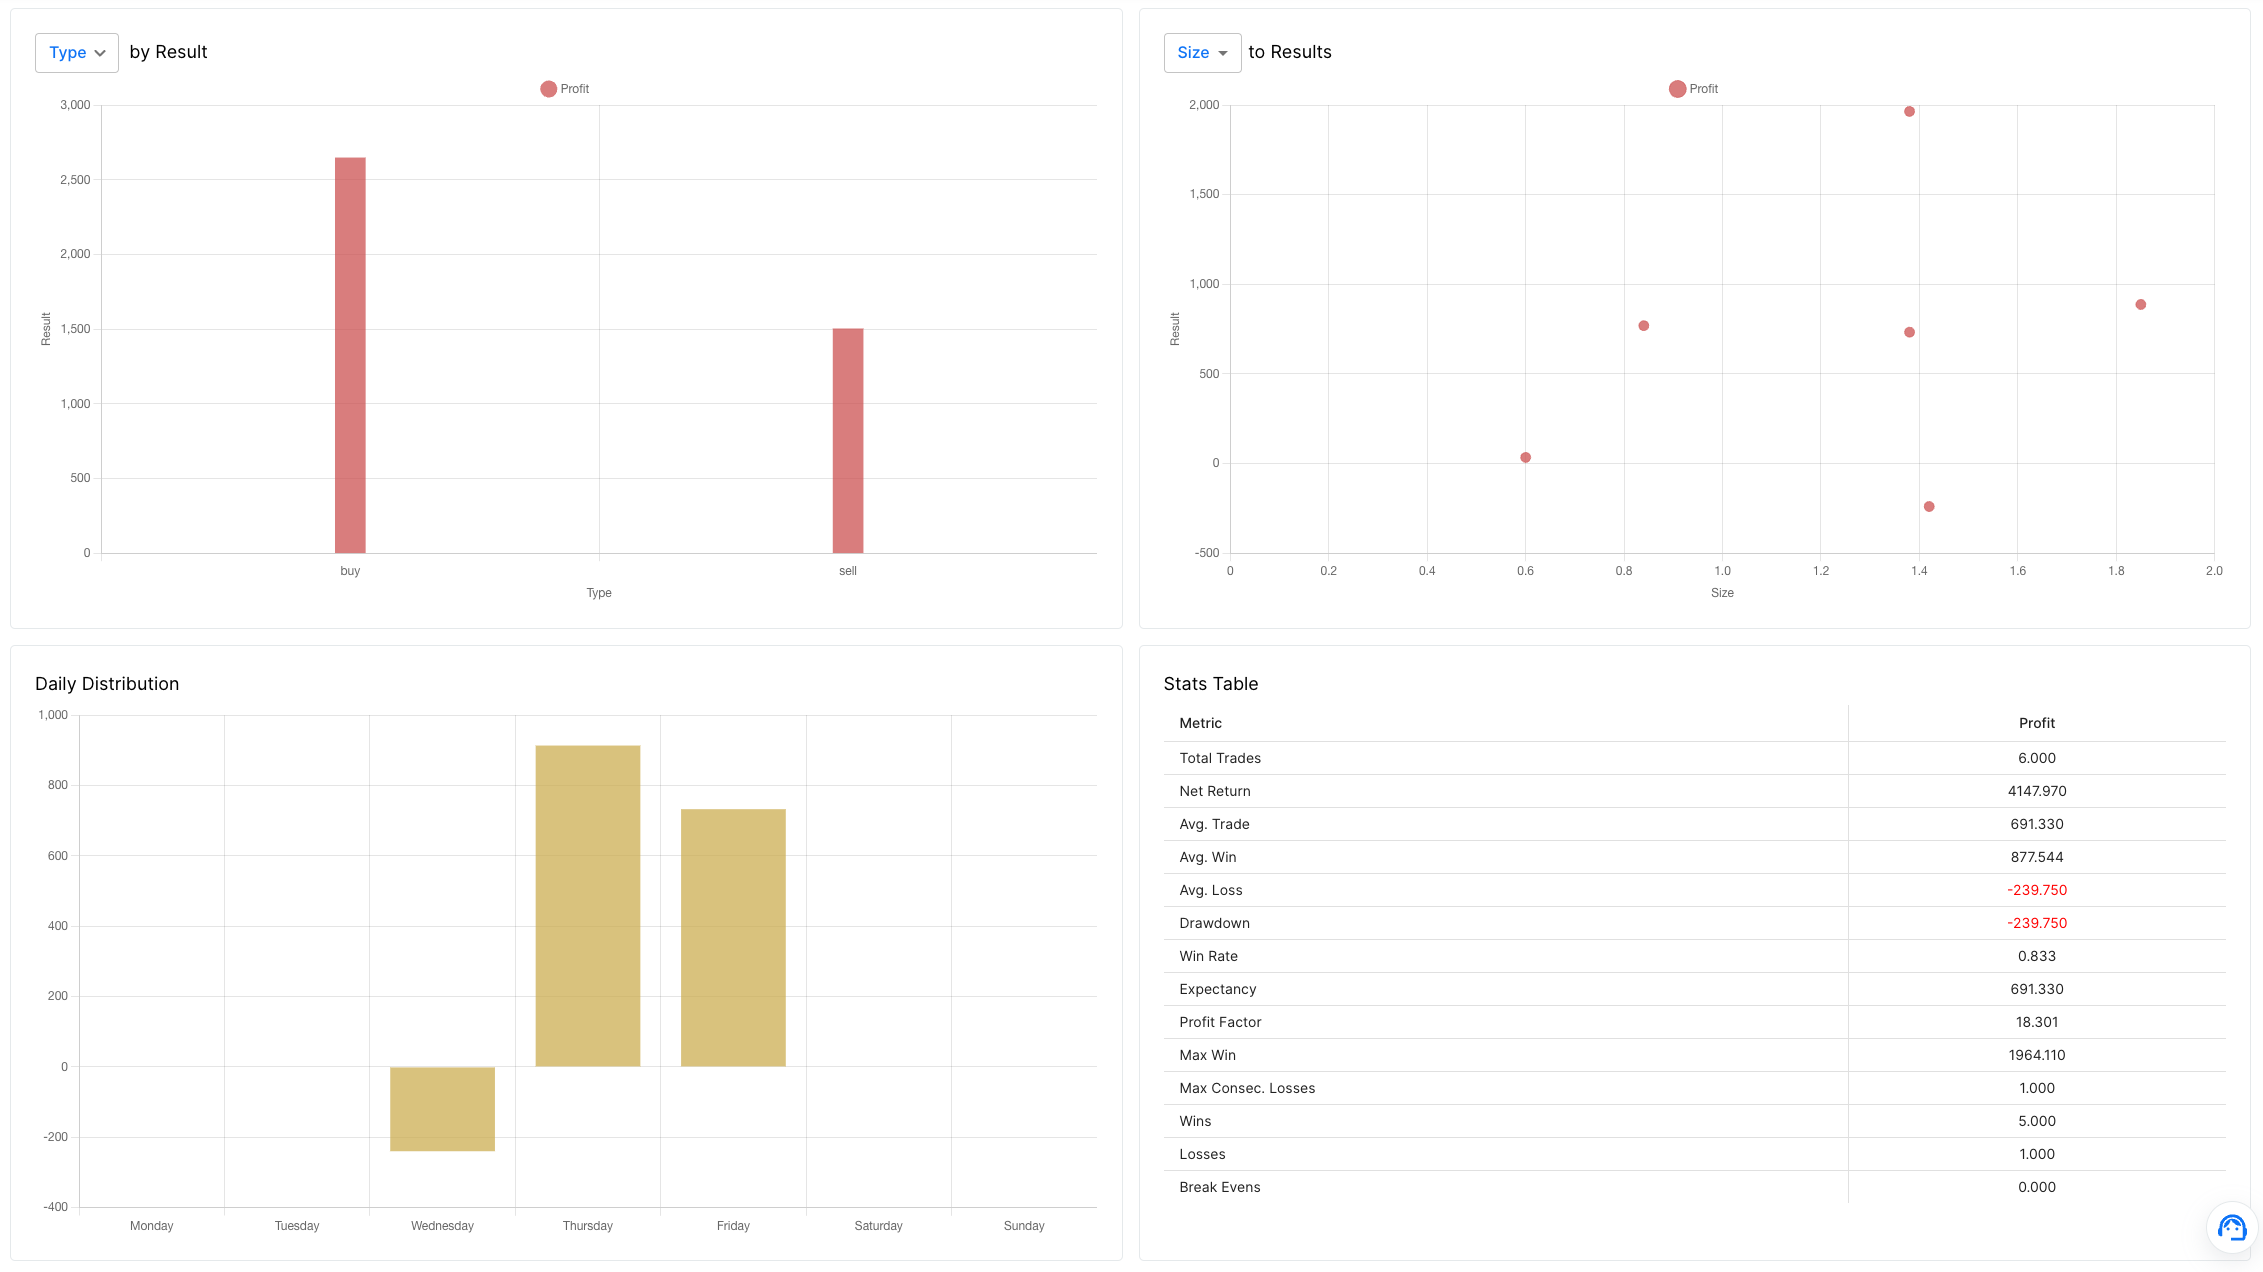 Type by Result
Profit
3,000
2,500
2,000
1,500
1,000
500
0
Result
buy sell
Type
Size to Results
Profit
2,000
1,500
1,000
500
0
-500
Result
0 0.2 0.4 0.6 0.8 1.0 1.2 1.4 1.6 1.8 2.0
Size
Daily Distribution
1,000
800
600
400
200
0
-200
-400
Monday Tuesday Wednesday Thursday Friday Saturday Sunday
Stats Table
Metric Profit
Total Trades 6.000
Net Return 4147.970
Avg. Trade 691.330
Avg. Win 877.544
Avg. Loss -239.750
Drawdown -239.750
Win Rate 0.833
Expectancy 691.330
Profit Factor 18.301
Max Win 1964.110
Max Consec. Losses 1.000
Wins 5.000
Losses 1.000
Break Evens 0.000